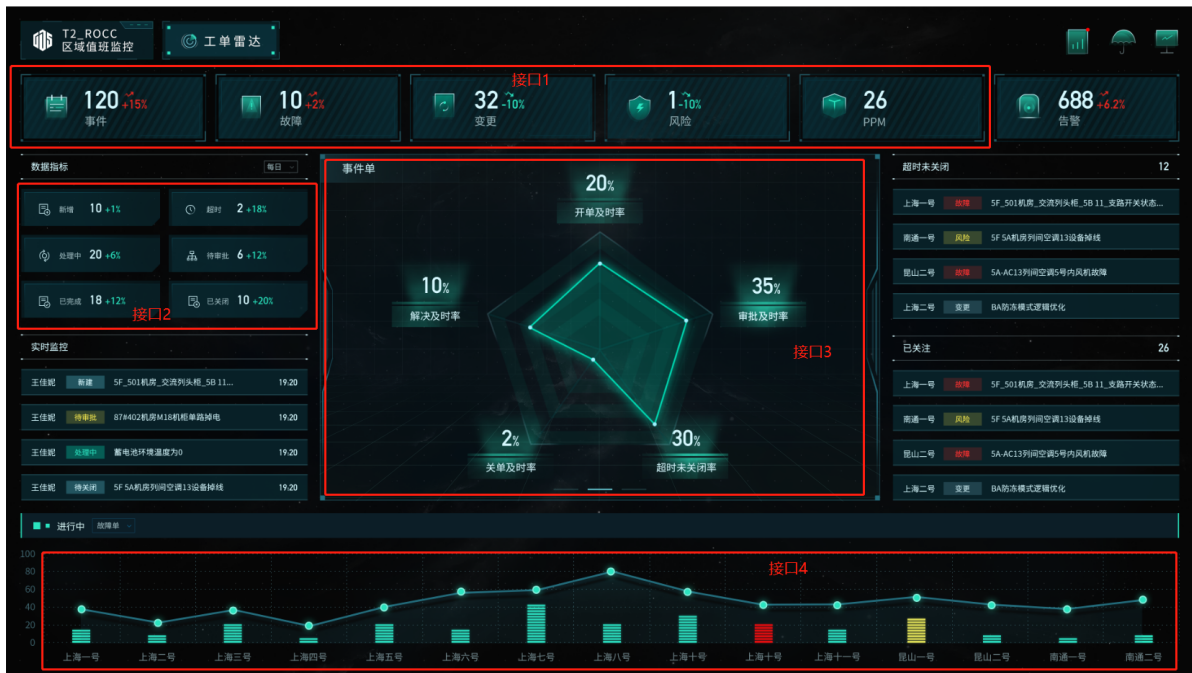 T2_ROCC
区域值班监控
工单雷达
接口1
120 +15%
事件
10 +2%
故障
32 -10%
变更
1 -10%
风险
26
PPM
688 +6.2%
告警
数据指标
每日
新增 10 +1%
超时 2 +18%
处理中 20 +6%
待审批 6 +12%
已完成 18 +12%
已关闭 10 +20%
接口2
实时监控
王佳妮 新建 5F_501机房_交流列头柜_5B 11... 19.20
王佳妮 待审批 87#402机房M18机柜单路掉电 19.20
王佳妮 处理中 蓄电池环境温度为0 19.20
王佳妮 待关闭 5F 5A机房列间空调13设备掉线 19.20
事件单
20%
开单及时率
10%
解决及时率
35%
审批及时率
接口3
2%
关单及时率
30%
超时未关闭率
超时未关闭 12
上海一号 故障 5F_501机房_交流列头柜_5B 11_支路开关状态...
南通一号 风险 5F 5A机房列间空调13设备掉线
昆山二号 故障 5A-AC13列间空调5号内风机故障
上海二号 变更 BA防冻模式逻辑优化
已关注 26
上海一号 故障 5F_501机房_交流列头柜_5B 11_支路开关状态...
南通一号 风险 5F 5A机房列间空调13设备掉线
昆山二号 故障 5A-AC13列间空调5号内风机故障
上海二号 变更 BA防冻模式逻辑优化
进行中 故障单
接口4
100
80
60
40
20
0
上海一号 上海二号 上海三号 上海四号 上海五号 上海六号 上海七号 上海八号 上海十号 上海十号 上海十一号 昆山一号 昆山二号 南通一号 南通二号